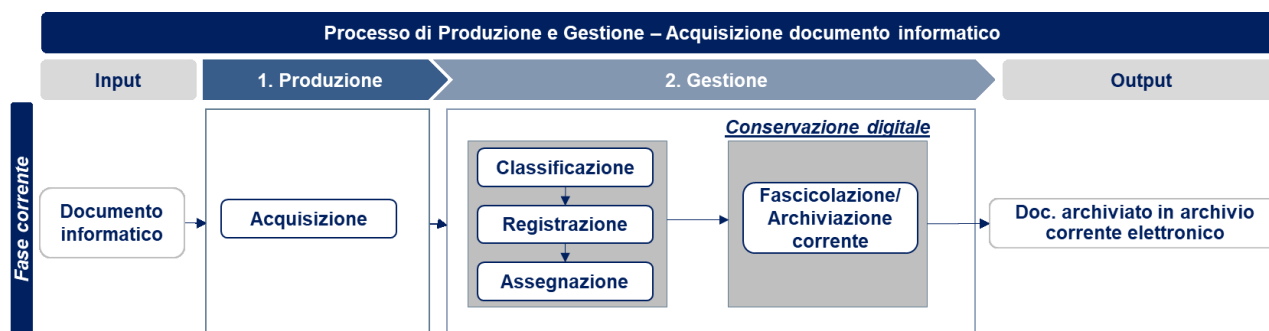 Processo di Produzione e Gestione – Acquisizione documento informatico
Input
1. Produzione
2. Gestione
Output
Fase corrente
Documento
informatico
Acquisizione
Classificazione
Registrazione
Assegnazione
Conservazione digitale
Fascicolazione/
Archiviazione
corrente
Doc. archiviato in archivio
corrente elettronico